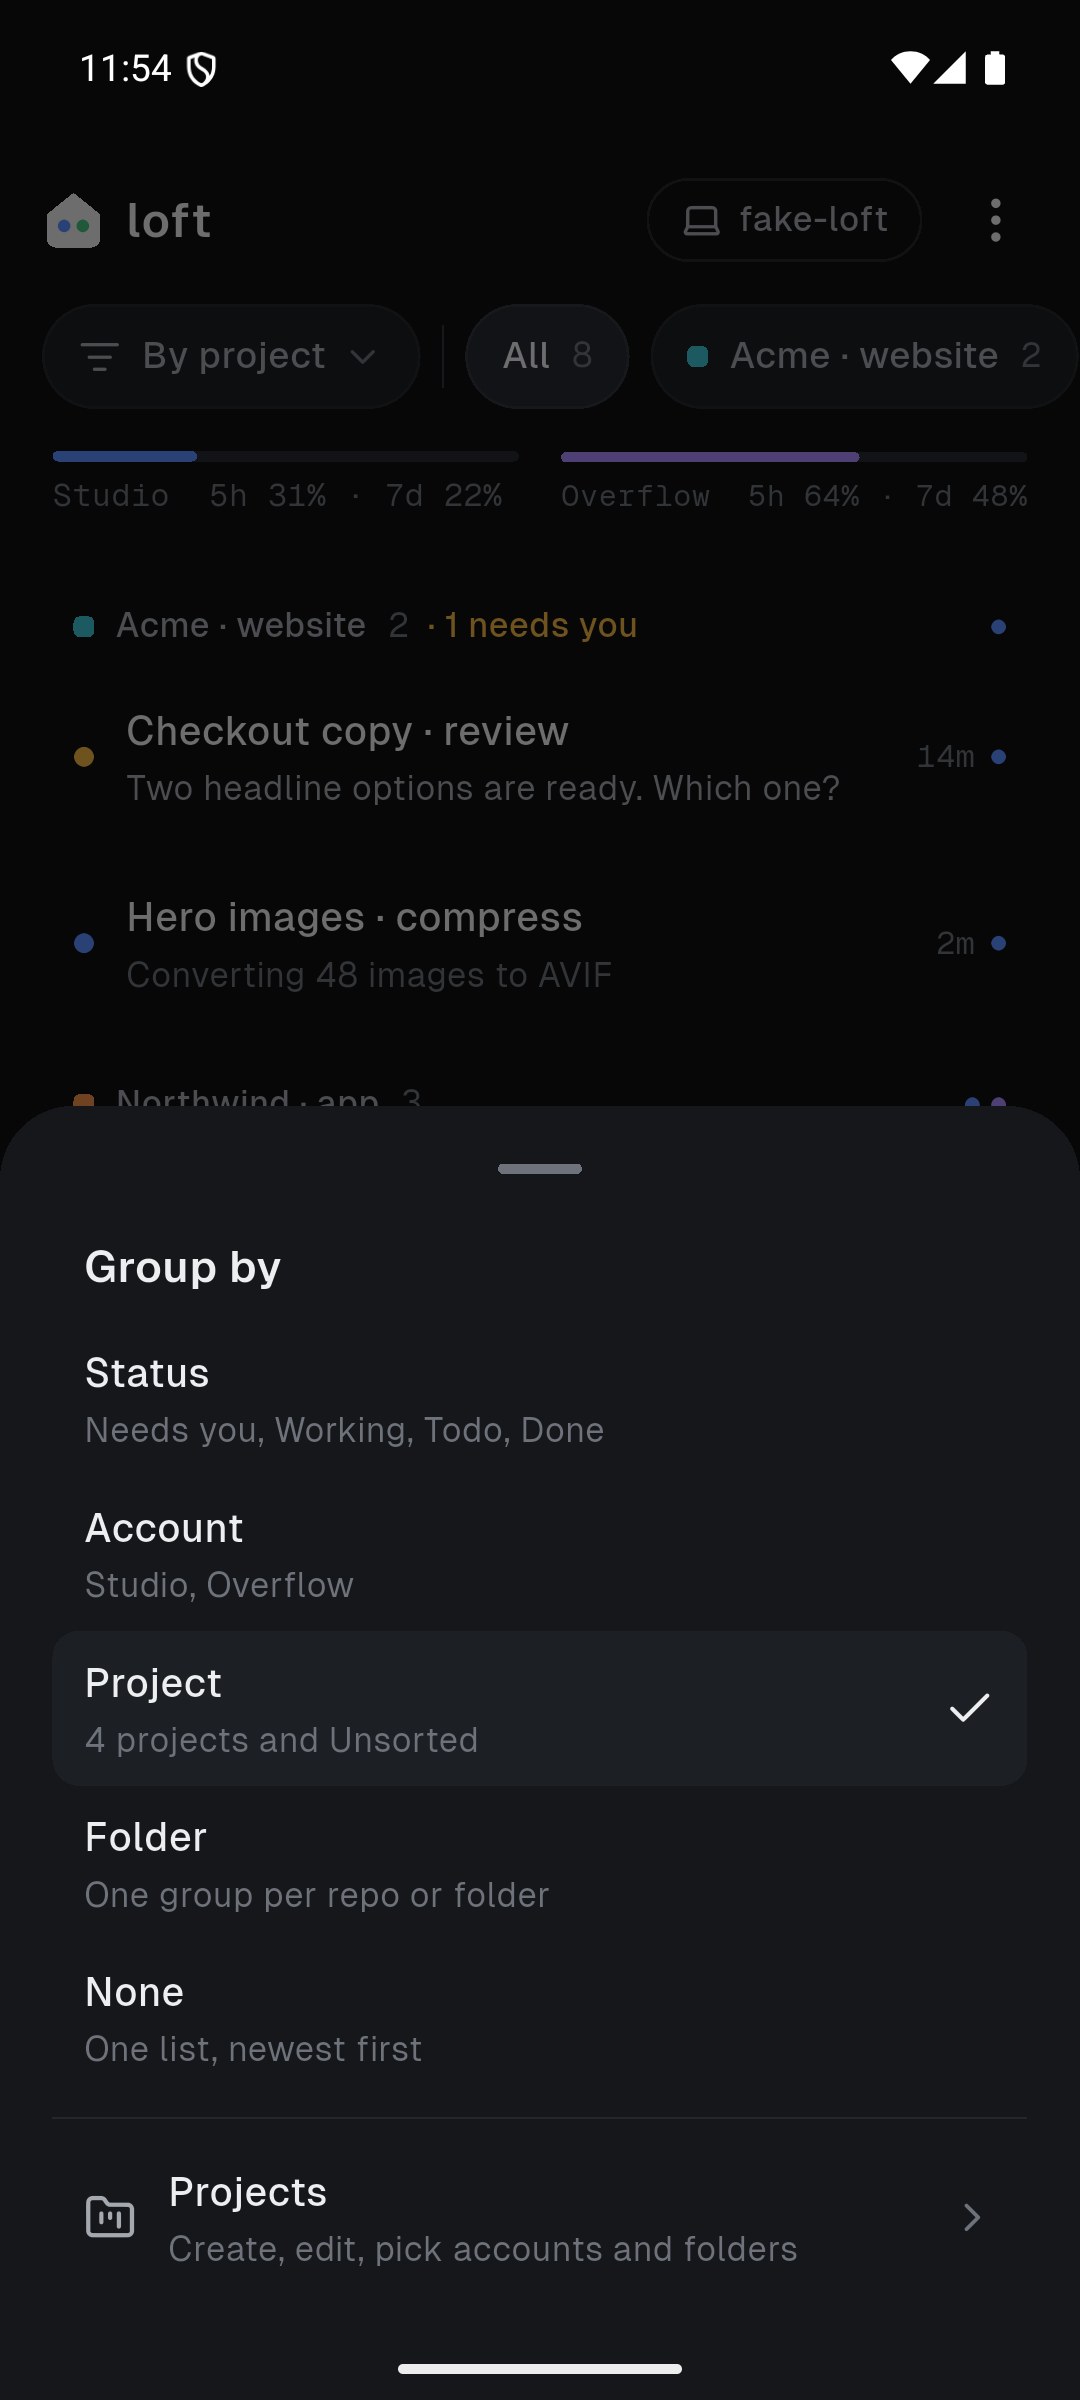 11:54
loft
fake-loft
By project
All 8
Acme · website 2
Studio 5h 31% · 7d 22%
Overflow 5h 64% · 7d 48%
Acme · website 2 · 1 needs you
Checkout copy · review
14m
Two headline options are ready. Which one?
Hero images · compress
2m
Converting 48 images to AVIF
Northwind · app 3
Group by
Status
Needs you, Working, Todo, Done
Account
Studio, Overflow
Project
4 projects and Unsorted
Folder
One group per repo or folder
None
One list, newest first
Projects
Create, edit, pick accounts and folders